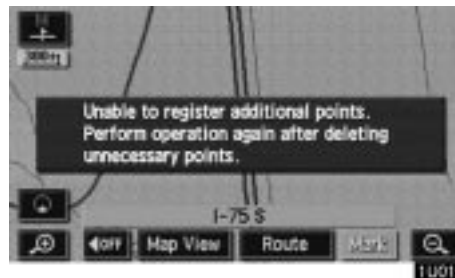 Unable to register additional points.
Perform operation again after deleting
unnecessary points.
I-75 S
OFF Map View Route Mark
1U01